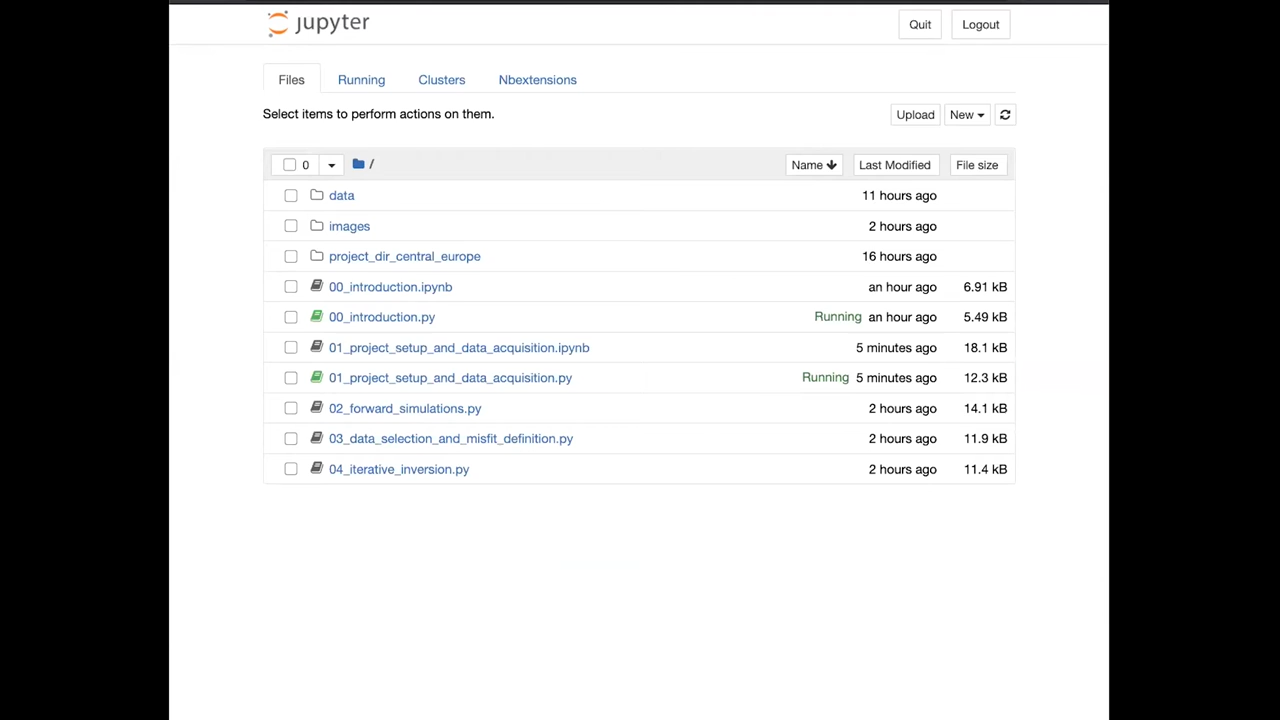 jupyter
Quit Logout
Files Running Clusters Nbextensions
Select items to perform actions on them.
Upload New
0 / Name Last Modified File size
data 11 hours ago
images 2 hours ago
project_dir_central_europe 16 hours ago
00_introduction.ipynb an hour ago 6.91 kB
00_introduction.py Running an hour ago 5.49 kB
01_project_setup_and_data_acquisition.ipynb 5 minutes ago 18.1 kB
01_project_setup_and_data_acquisition.py Running 5 minutes ago 12.3 kB
02_forward_simulations.py 2 hours ago 14.1 kB
03_data_selection_and_misfit_definition.py 2 hours ago 11.9 kB
04_iterative_inversion.py 2 hours ago 11.4 kB